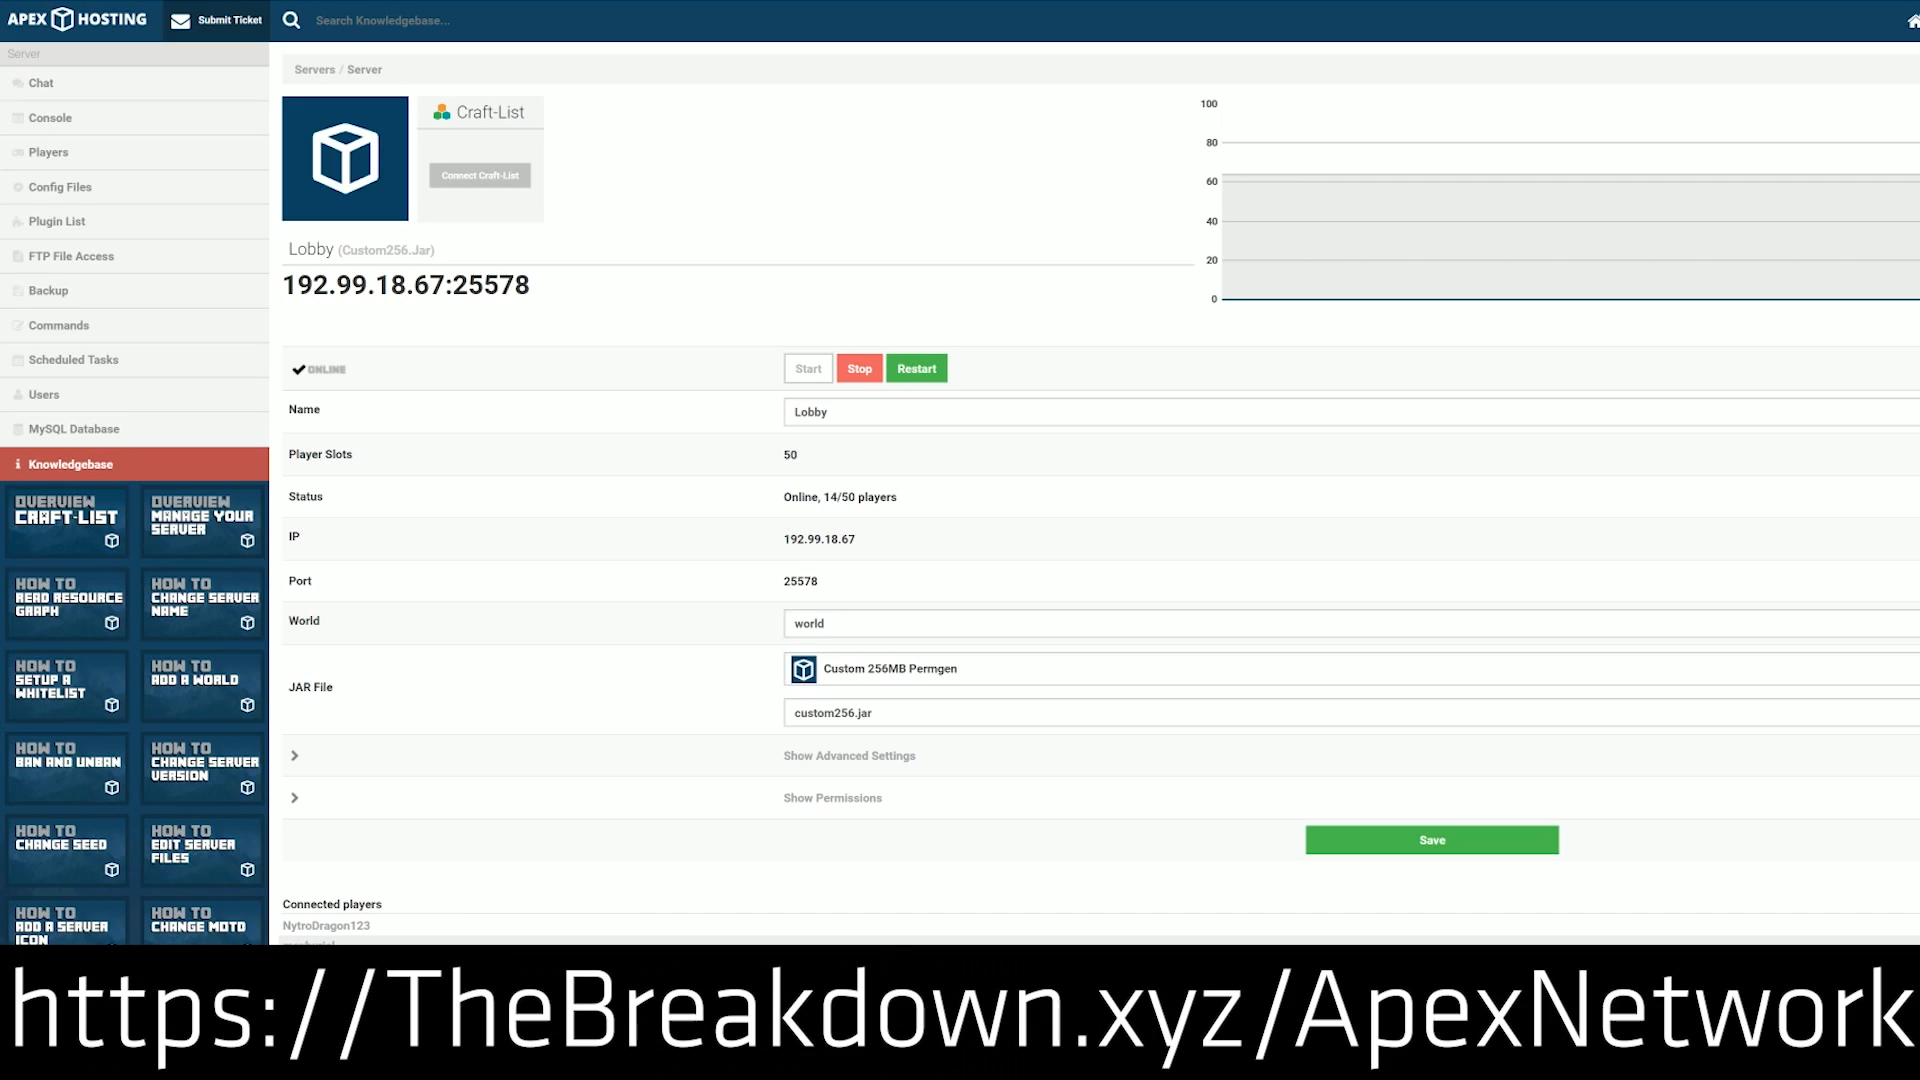 APEX HOSTING
Submit Ticket
Search Knowledgebase...
Server
Chat
Console
Players
Config Files
Plugin List
FTP File Access
Backup
Commands
Scheduled Tasks
Users
MySQL Database
Knowledgebase
OVERVIEW
CRAFT-LIST
OVERVIEW
MANAGE YOUR
SERVER
HOW TO
READ RESOURCE
GRAPH
HOW TO
CHANGE SERVER
NAME
HOW TO
SETUP A
WHITELIST
HOW TO
ADD A WORLD
HOW TO
BAN AND UNBAN
HOW TO
CHANGE SERVER
VERSION
HOW TO
CHANGE SEED
HOW TO
EDIT SERVER
FILES
HOW TO
ADD A SERVER
ICON
HOW TO
CHANGE MOTD
Servers / Server
Craft-List
Connect Craft-List
Lobby (Custom256.Jar)
192.99.18.67:25578
100
80
60
40
20
0
ONLINE
Start
Stop
Restart
Name
Lobby
Player Slots
50
Status
Online, 14/50 players
IP
192.99.18.67
Port
25578
World
world
JAR File
Custom 256MB Permgen
custom256.jar
Show Advanced Settings
Show Permissions
Save
Connected players
NytroDragon123
https://TheBreakdown.xyz/ApexNetwork